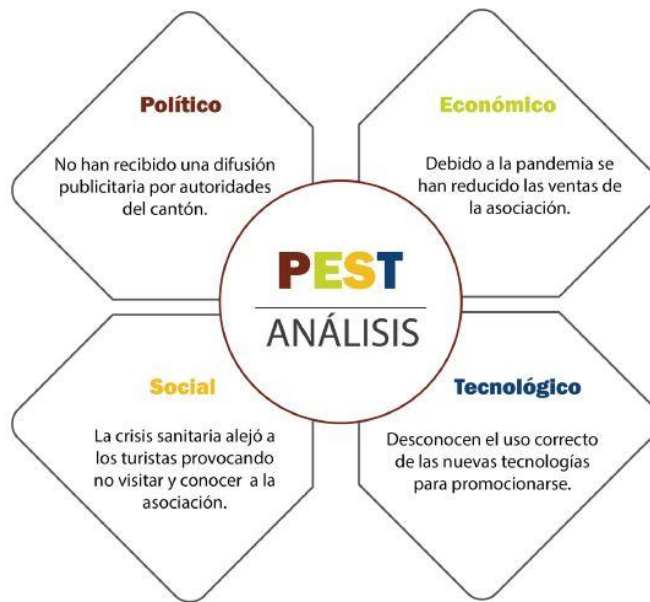 Político
No han recibido una difusión
publicitaria por autoridades
del cantón.
Económico
Debido a la pandemia se
han reducido las ventas de
la asociación.
PEST
ANÁLISIS
Social
La crisis sanitaria alejó a
los turistas provocando
no visitar y conocer a la
asociación.
Tecnológico
Desconocen el uso correcto
de las nuevas tecnologías
para promocionarse.